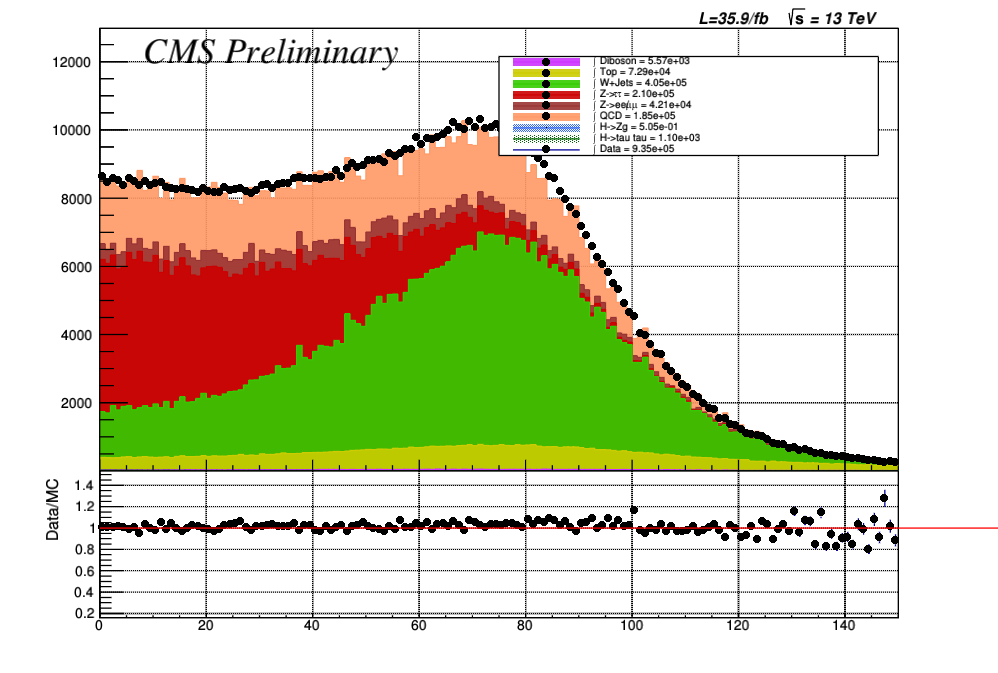 L=35.9/fb √s = 13 TeV
CMS Preliminary
∫ Diboson = 5.57e+03
∫ Top = 7.29e+04
∫ W+Jets = 4.05e+05
∫ Z->ττ = 2.10e+05
∫ Z->ee/μμ = 4.21e+04
∫ QCD = 1.85e+05
∫ H->Zg = 5.05e-01
∫ H->tau tau = 1.10e+03
∫ Data = 9.35e+05
12000
10000
8000
6000
4000
2000
Data/MC
1.4
1.2
1
0.8
0.6
0.4
0.2
0 20 40 60 80 100 120 140